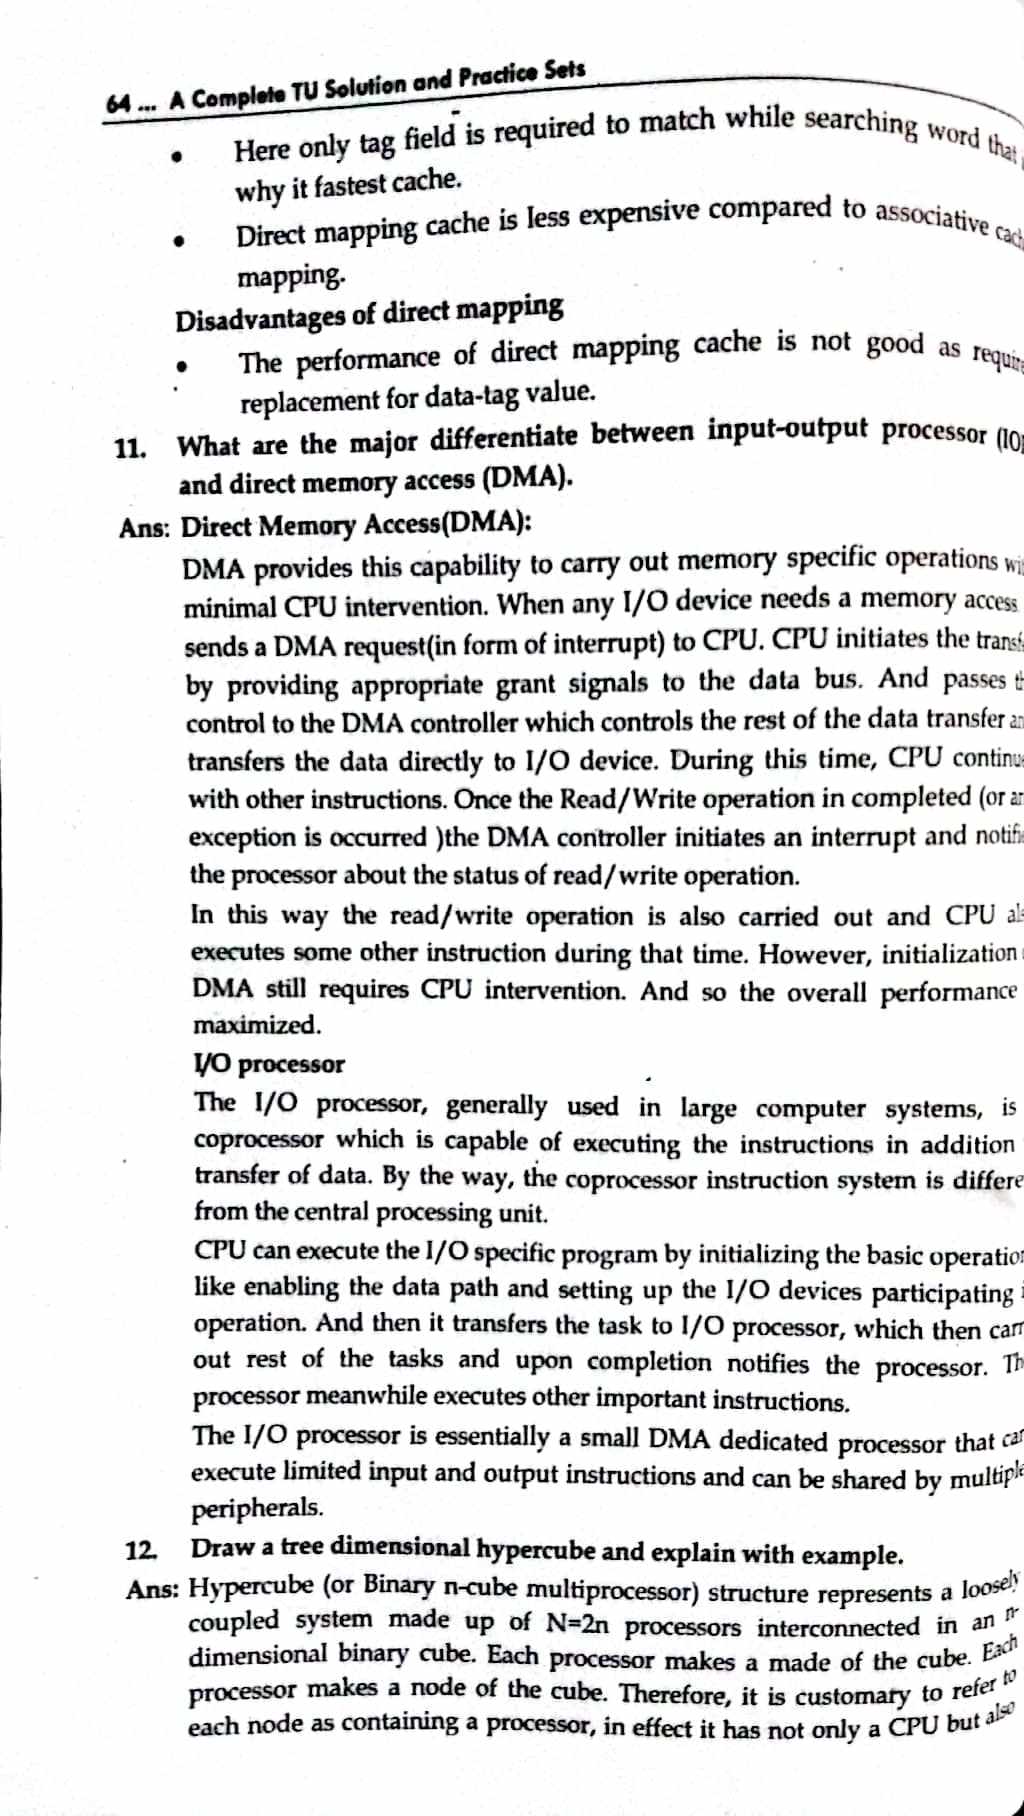 64 ... A Complete TU Solution and Practice Sets
• Here only tag field is required to match while searching word that
why it fastest cache.
• Direct mapping cache is less expensive compared to associative
mapping.
Disadvantages of direct mapping
• The performance of direct mapping cache is not good as
replacement for data-tag value.
11. What are the major differentiate between input-output processor
and direct memory access (DMA).
Ans: Direct Memory Access(DMA):
DMA provides this capability to carry out memory specific operations
minimal CPU intervention. When any I/O device needs a memory access
sends a DMA request(in form of interrupt) to CPU. CPU initiates the
by providing appropriate grant signals to the data bus. And passes
control to the DMA controller which controls the rest of the data transfer
transfers the data directly to I/O device. During this time, CPU
with other instructions. Once the Read/Write operation in completed (or
exception is occurred )the DMA controller initiates an interrupt and
the processor about the status of read/write operation.
In this way the read/write operation is also carried out and CPU
executes some other instruction during that time. However, initialization
DMA still requires CPU intervention. And so the overall performance
maximized.
I/O processor
The I/O processor, generally used in large computer systems, is
coprocessor which is capable of executing the instructions in addition
transfer of data. By the way, the coprocessor instruction system is
from the central processing unit.
CPU can execute the I/O specific program by initializing the basic
like enabling the data path and setting up the I/O devices participating
operation. And then it transfers the task to I/O processor, which then
out rest of the tasks and upon completion notifies the processor.
processor meanwhile executes other important instructions.
The I/O processor is essentially a small DMA dedicated processor that
execute limited input and output instructions and can be shared by
peripherals.
12. Draw a tree dimensional hypercube and explain with example.
Ans: Hypercube (or Binary n-cube multiprocessor) structure represents a loosely
coupled system made up of N=2n processors interconnected in an n-
dimensional binary cube. Each processor makes a made of the cube. Each
processor makes a node of the cube. Therefore, it is customary to refer to
each node as containing a processor, in effect it has not only a CPU but also